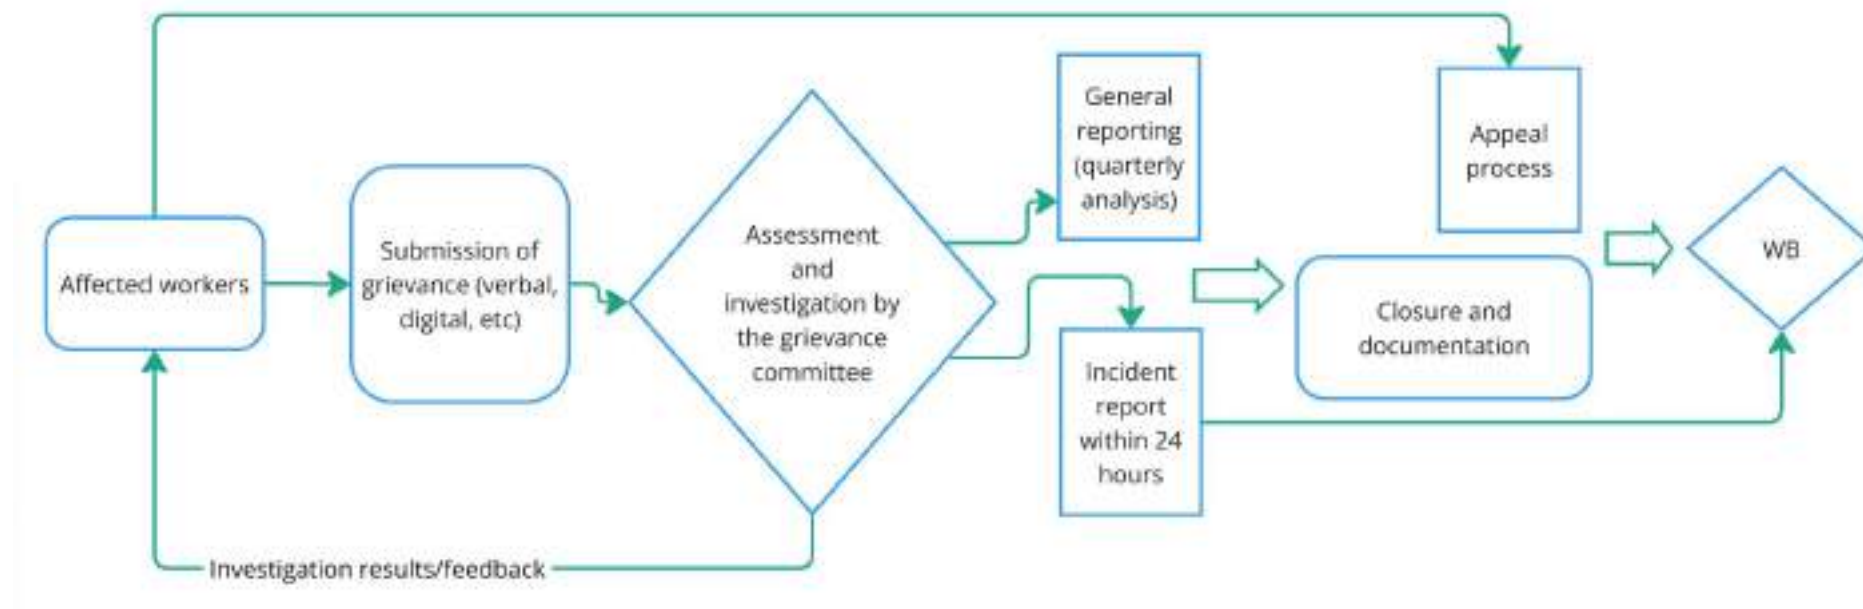 Affected workers
Submission of
grievance (verbal,
digital, etc)
Assessment
and
investigation by
the grievance
committee
General
reporting
(quarterly
analysis)
Incident
report
within 24
hours
Appeal
process
Closure and
documentation
WB
Investigation results/feedback